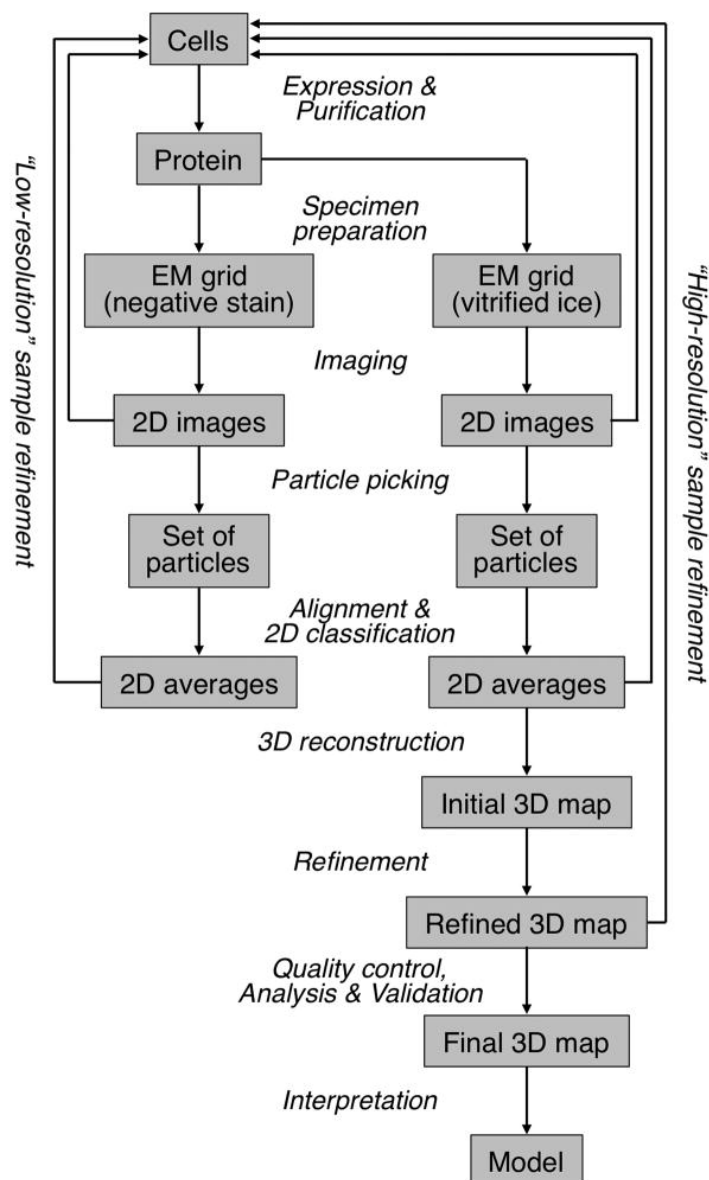 Cells
Expression &
Purification
Protein
Specimen
preparation
EM grid
(negative stain)
EM grid
(vitrified ice)
Imaging
2D images
2D images
Particle picking
Set of
particles
Set of
particles
Alignment &
2D classification
2D averages
2D averages
3D reconstruction
Initial 3D map
Refinement
Refined 3D map
Quality control,
Analysis & Validation
Final 3D map
Interpretation
Model
“Low-resolution” sample refinement
“High-resolution” sample refinement